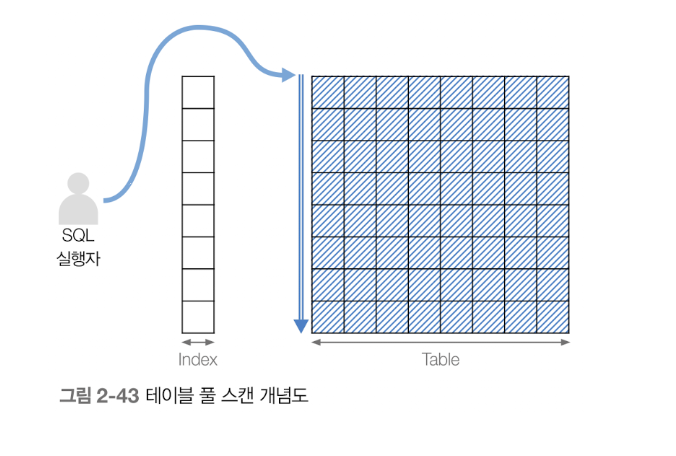 SQL
실행자
Index
Table
그림 2-43 테이블 풀 스캔 개념도